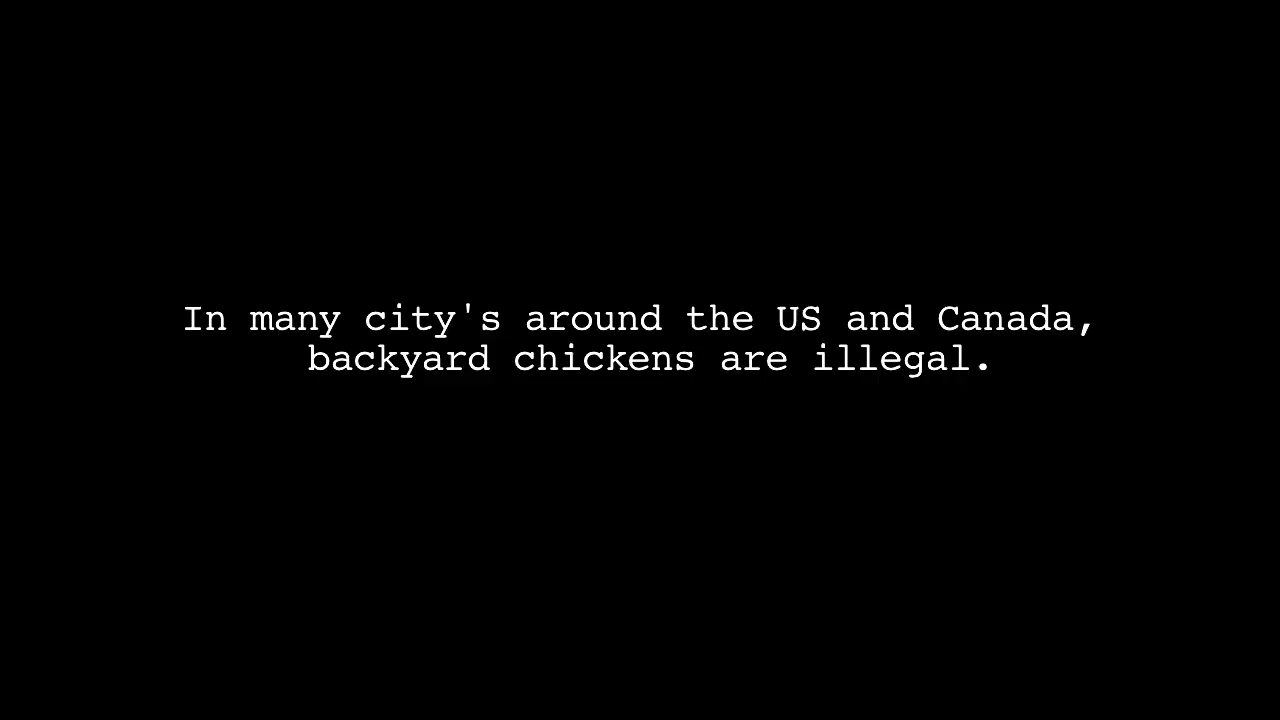 In many city's around the US and Canada,
backyard chickens are illegal.